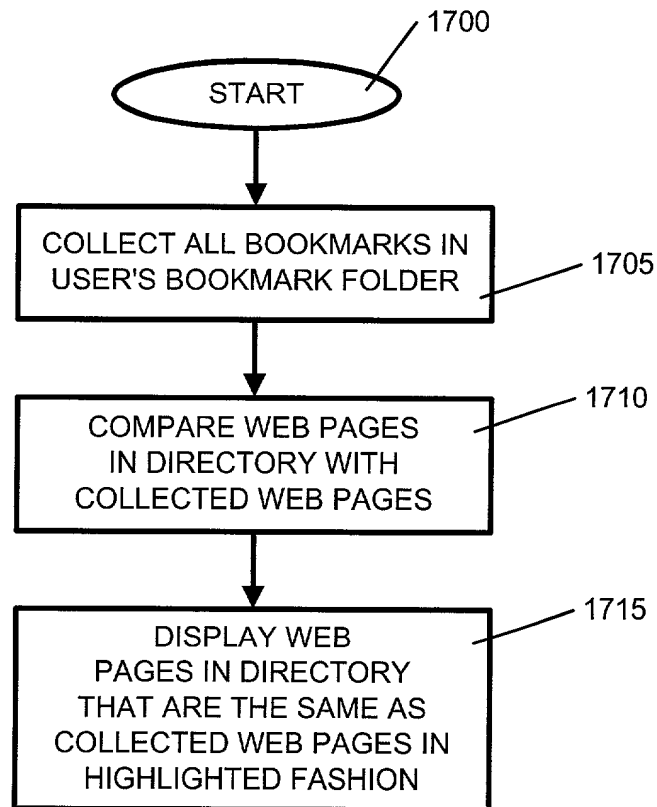 1700
START
COLLECT ALL BOOKMARKS IN
USER'S BOOKMARK FOLDER
1705
1710
COMPARE WEB PAGES
IN DIRECTORY WITH
COLLECTED WEB PAGES
1715
DISPLAY WEB
PAGES IN DIRECTORY
THAT ARE THE SAME AS
COLLECTED WEB PAGES IN
HIGHLIGHTED FASHION